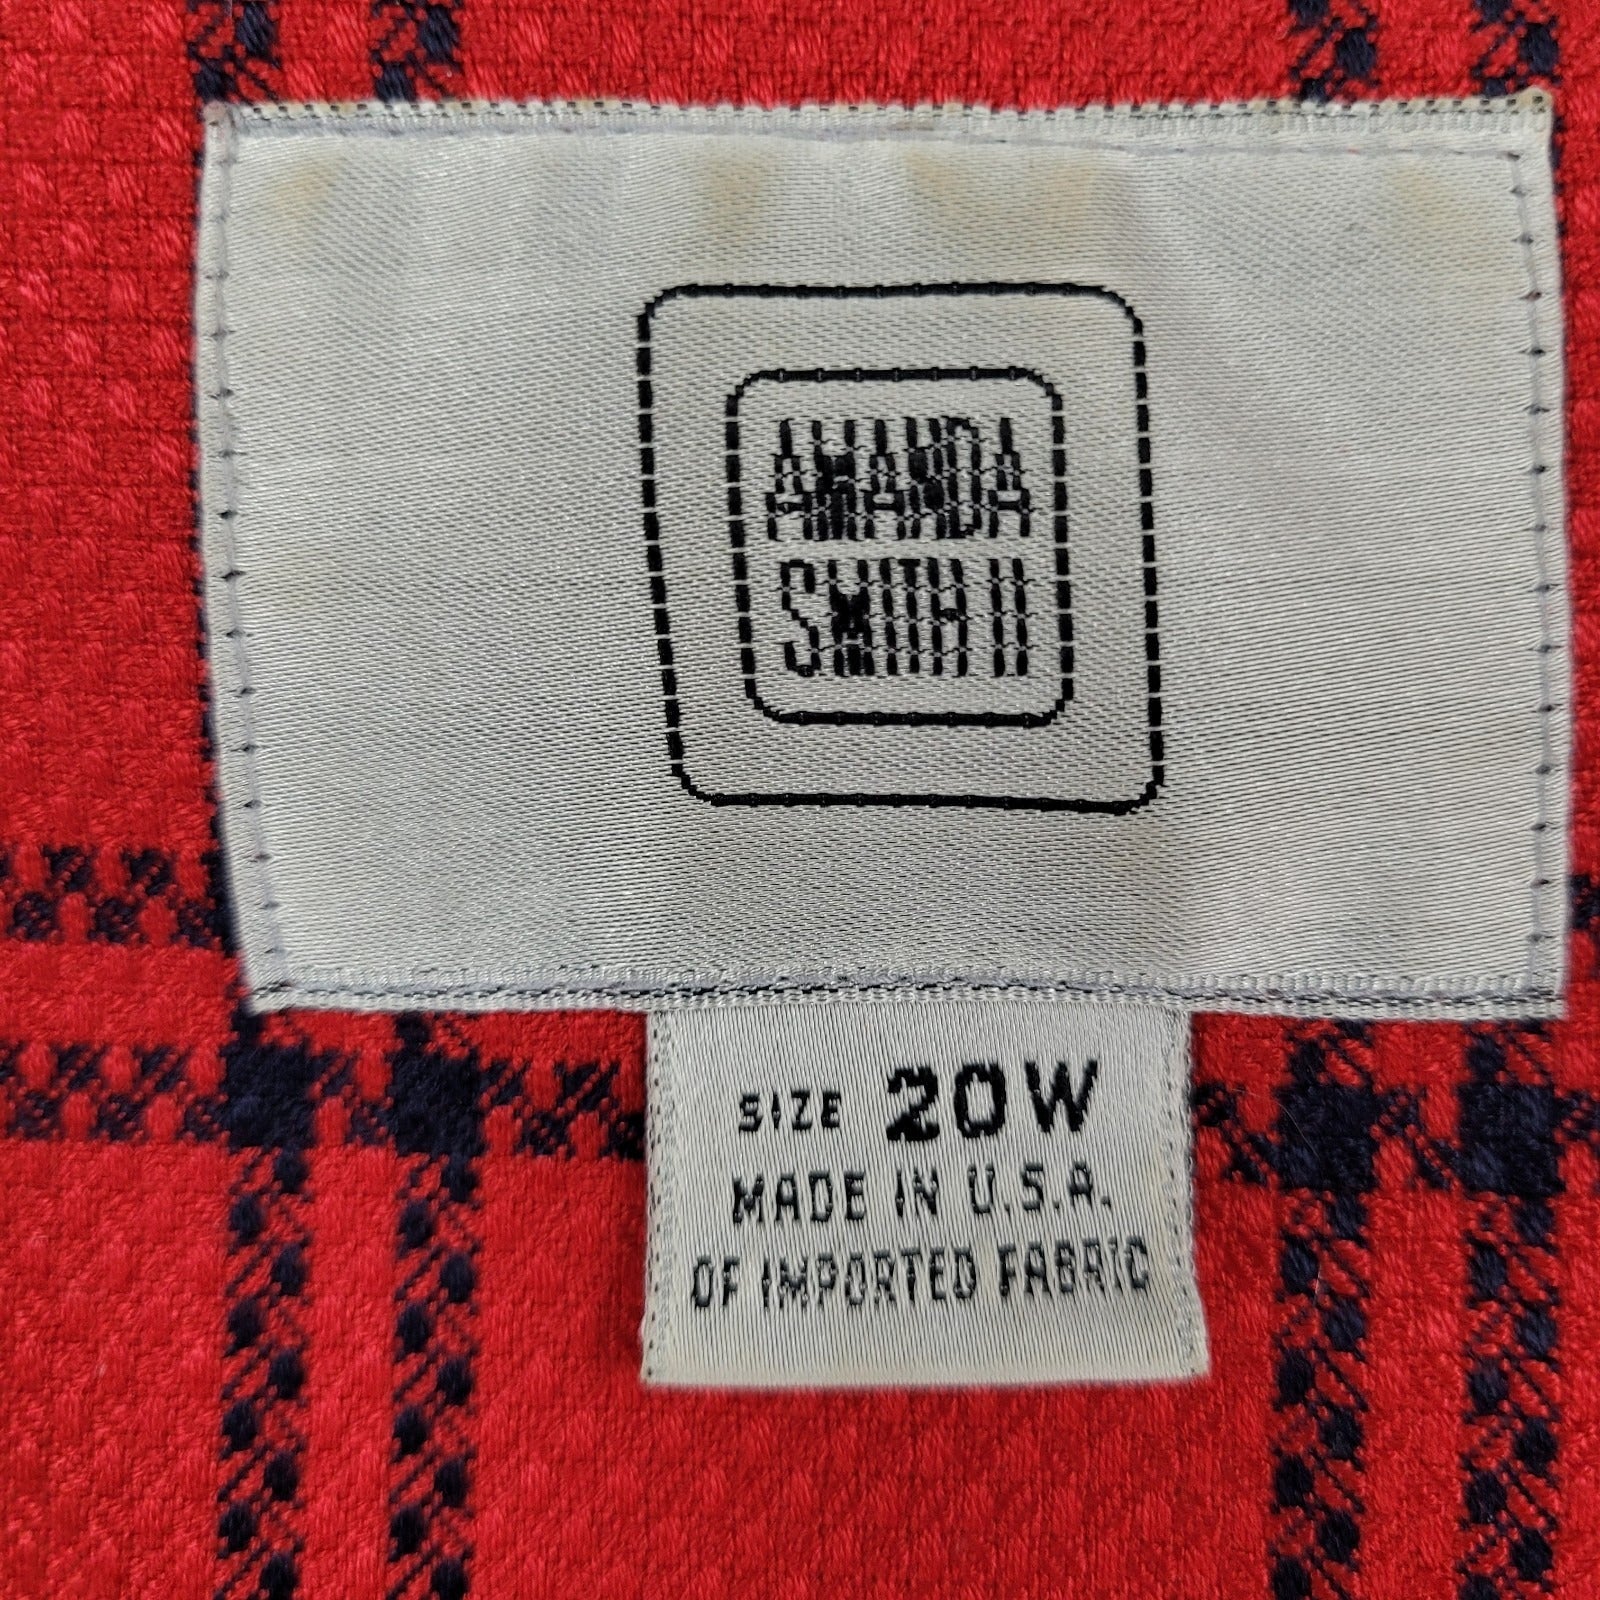 AMANDA
SMITH II
SIZE 20W
MADE IN U.S.A.
OF IMPORTED FABRIC